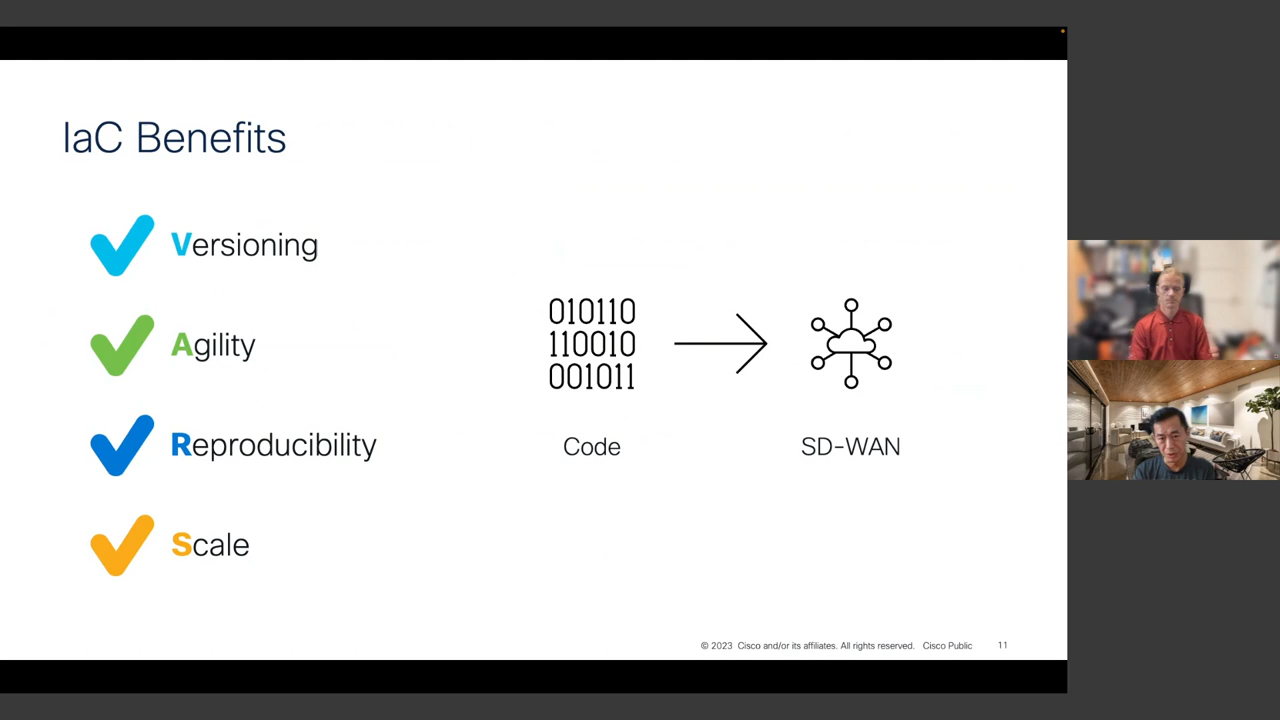 IaC Benefits
Versioning
Agility
Reproducibility
Scale
010110
110010
001011
Code
SD-WAN
© 2023 Cisco and/or its affiliates. All rights reserved. Cisco Public 11